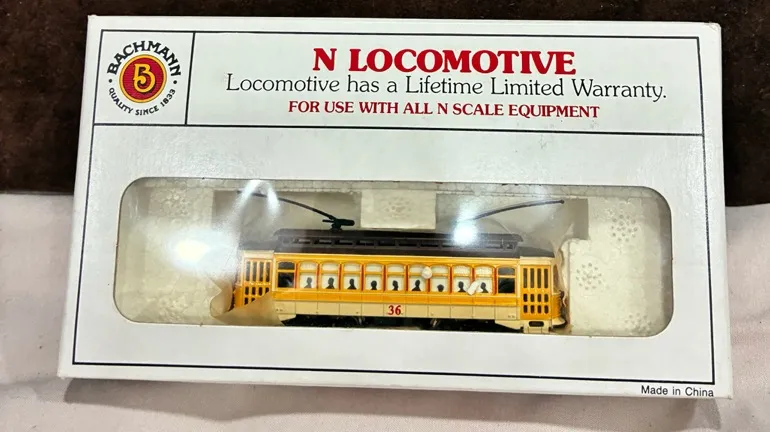 BACHMANN
B
QUALITY SINCE 1833
N LOCOMOTIVE
Locomotive has a Lifetime Limited Warranty.
FOR USE WITH ALL N SCALE EQUIPMENT
36
Made in China